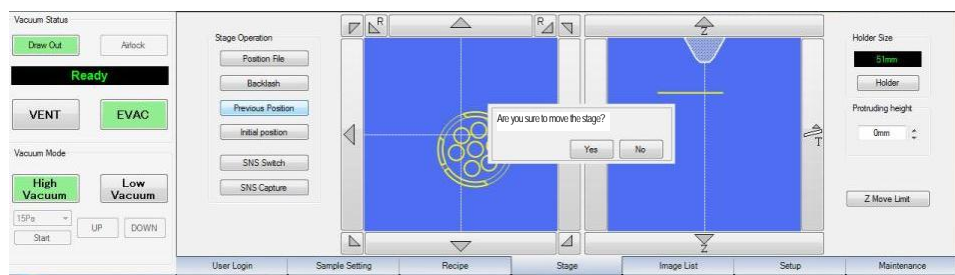 Vacuum Status
Draw Out
Airlock
Ready
VENT
EVAC
Vacuum Mode
High Vacuum
Low Vacuum
15Pa
Start
UP
DOWN
Stage Operation
Position File
Backlash
Previous Position
Initial position
SNS Switch
SNS Capture
R
R
Z
Are you sure to move the stage?
Yes
No
T
Z
Holder Size
51mm
Holder
Protruding height
0mm
Z Move Limit
User Login
Sample Setting
Recipe
Stage
Image List
Setup
Maintenance